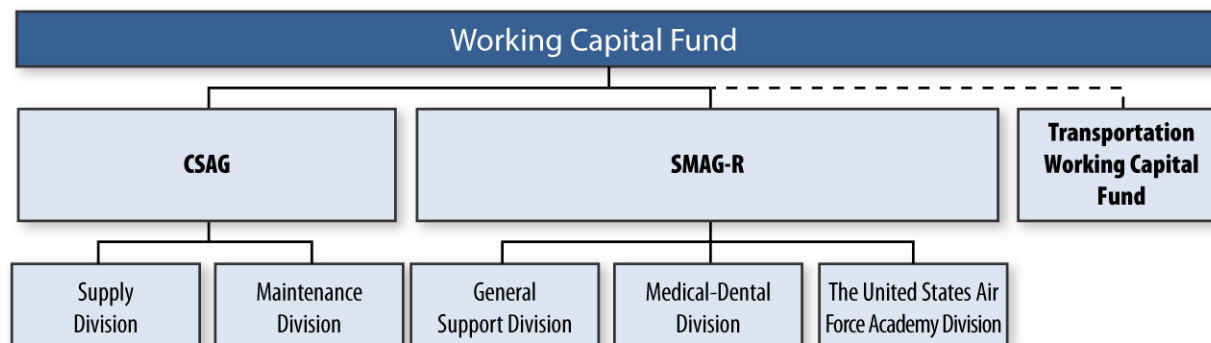 Working Capital Fund
CSAG
SMAG-R
Transportation
Working Capital
Fund
Supply
Division
Maintenance
Division
General
Support Division
Medical-Dental
Division
The United States Air
Force Academy Division